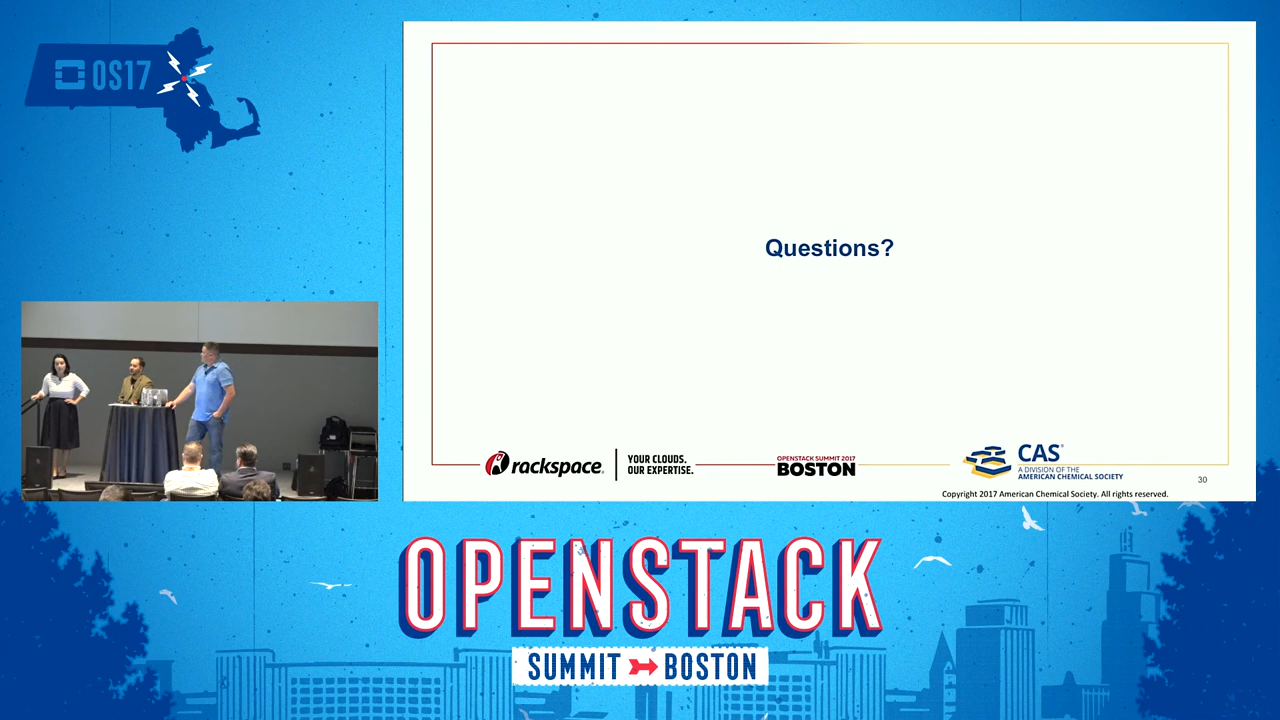 OS17
Questions?
rackspace.
YOUR CLOUDS.
OUR EXPERTISE.
OPENSTACK SUMMIT 2017
BOSTON
CAS®
A DIVISION OF THE
AMERICAN CHEMICAL SOCIETY
30
Copyright 2017 American Chemical Society. All rights reserved.
OPENSTACK
SUMMIT BOSTON